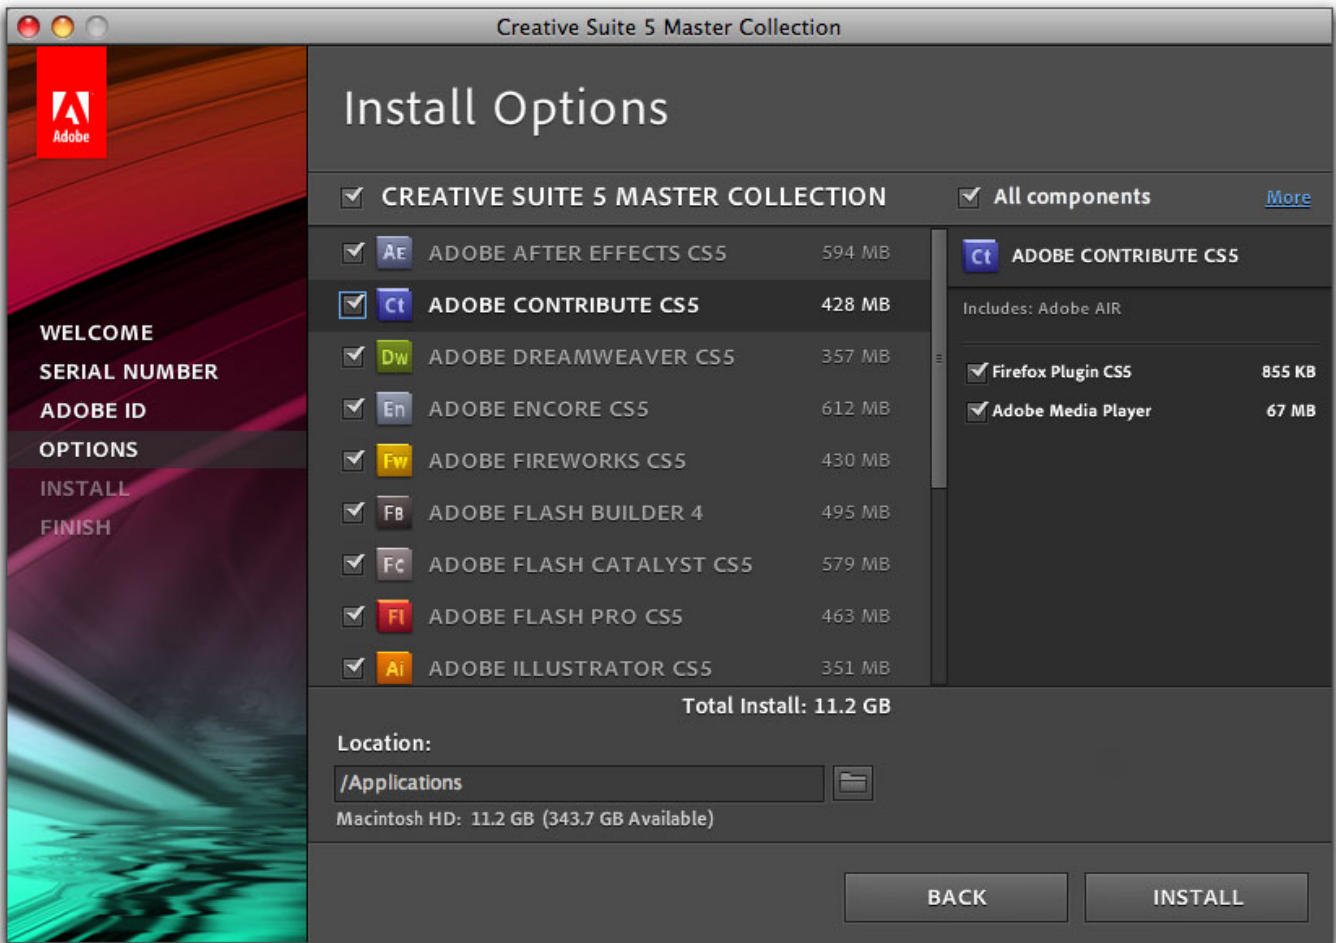 Creative Suite 5 Master Collection
Adobe
Install Options
CREATIVE SUITE 5 MASTER COLLECTION
All components
More
WELCOME
SERIAL NUMBER
ADOBE ID
OPTIONS
INSTALL
FINISH
AE ADOBE AFTER EFFECTS CS5 594 MB
Ct ADOBE CONTRIBUTE CS5 428 MB
Dw ADOBE DREAMWEAVER CS5 357 MB
En ADOBE ENCORE CS5 612 MB
Fw ADOBE FIREWORKS CS5 430 MB
FB ADOBE FLASH BUILDER 4 495 MB
Fc ADOBE FLASH CATALYST CS5 579 MB
Fl ADOBE FLASH PRO CS5 463 MB
Ai ADOBE ILLUSTRATOR CS5 351 MB
Ct ADOBE CONTRIBUTE CS5
Includes: Adobe AIR
Firefox Plugin CS5 855 KB
Adobe Media Player 67 MB
Total Install: 11.2 GB
Location:
/Applications
Macintosh HD: 11.2 GB (343.7 GB Available)
BACK
INSTALL